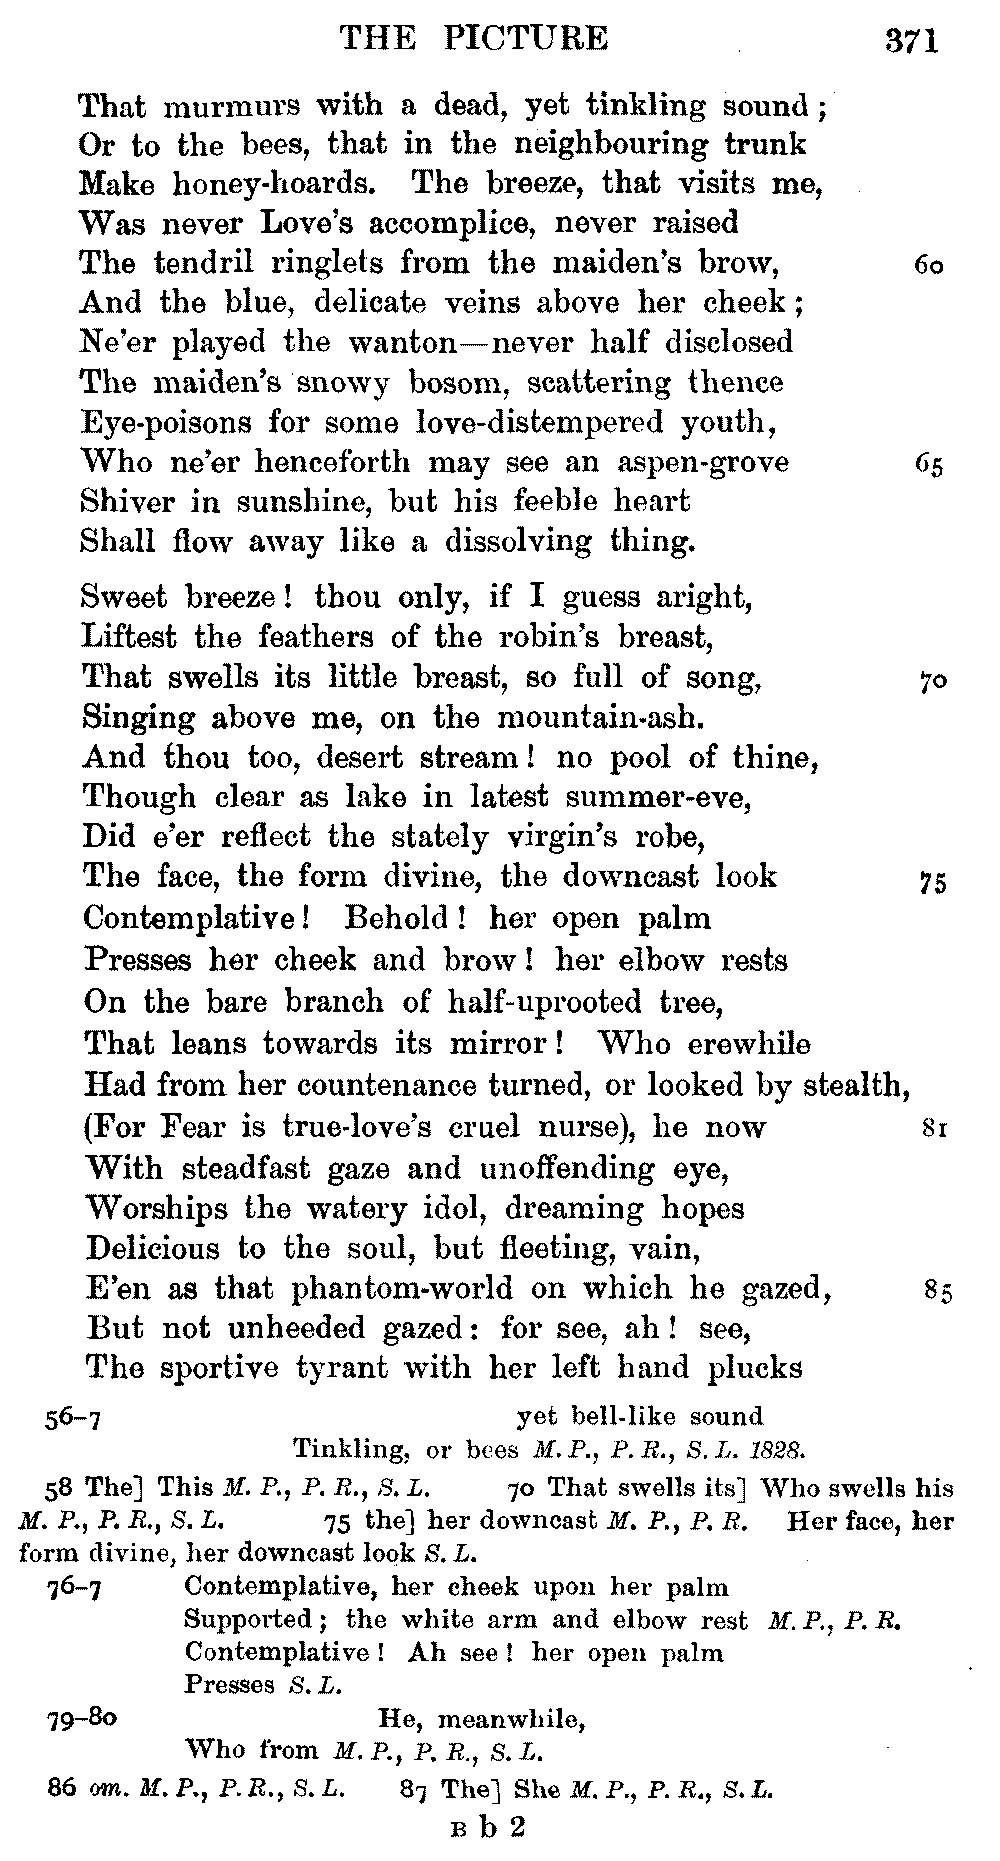 THE PICTURE 371
That murmurs with a dead, yet tinkling sound;
Or to the bees, that in the neighbouring trunk
Make honey-hoards. The breeze, that visits me,
Was never Love's accomplice, never raised
The tendril ringlets from the maiden's brow, 60
And the blue, delicate veins above her cheek;
Ne'er played the wanton—never half disclosed
The maiden's snowy bosom, scattering thence
Eye-poisons for some love-distempered youth,
Who ne'er henceforth may see an aspen-grove 65
Shiver in sunshine, but his feeble heart
Shall flow away like a dissolving thing.
Sweet breeze! thou only, if I guess aright,
Liftest the feathers of the robin's breast,
That swells its little breast, so full of song, 70
Singing above me, on the mountain-ash.
And thou too, desert stream! no pool of thine,
Though clear as lake in latest summer-eve,
Did e'er reflect the stately virgin's robe,
The face, the form divine, the downcast look 75
Contemplative! Behold! her open palm
Presses her cheek and brow! her elbow rests
On the bare branch of half-uprooted tree,
That leans towards its mirror! Who erewhile
Had from her countenance turned, or looked by stealth,
(For Fear is true-love's cruel nurse), he now 81
With steadfast gaze and unoffending eye,
Worships the watery idol, dreaming hopes
Delicious to the soul, but fleeting, vain,
E'en as that phantom-world on which he gazed, 85
But not unheeded gazed: for see, ah! see,
The sportive tyrant with her left hand plucks
56-7 yet bell-like sound
Tinkling, or bees M. P., P. R., S. L. 1828.
58 The] This M. P., P. R., S. L. 70 That swells its] Who swells his
M. P., P. R., S. L. 75 the] her downcast M. P., P. R. Her face, her
form divine, her downcast look S. L.
76-7 Contemplative, her cheek upon her palm
Supported; the white arm and elbow rest M. P., P. R.
Contemplative! Ah see! her open palm
Presses S. L.
79-80 He, meanwhile,
Who from M. P., P. R., S. L.
86 om. M. P., P. R., S. L. 87 The] She M. P., P. R., S. L.
B b 2